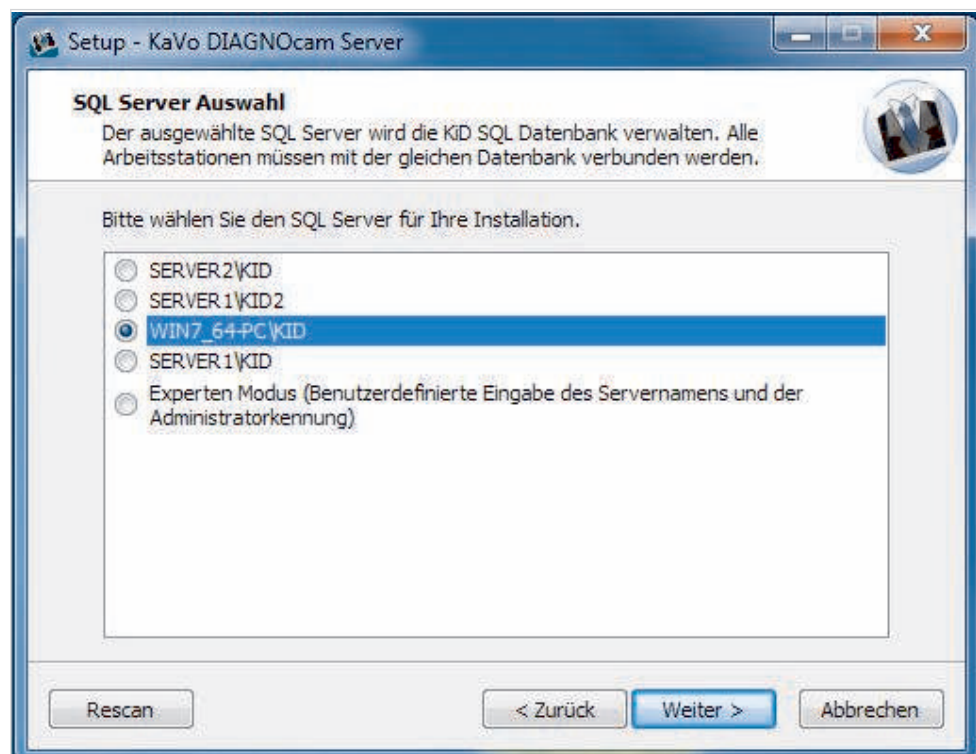 Setup - KaVo DIAGNOcam Server
SQL Server Auswahl
Der ausgewählte SQL Server wird die KiD SQL Datenbank verwalten. Alle
Arbeitsstationen müssen mit der gleichen Datenbank verbunden werden.
Bitte wählen Sie den SQL Server für Ihre Installation.
SERVER2\KID
SERVER1\KID2
WIN7_64-PC\KID
SERVER1\KID
Experten Modus (Benutzerdefinierte Eingabe des Servernamens und der
Administratorkennung)
Rescan
< Zurück
Weiter >
Abbrechen